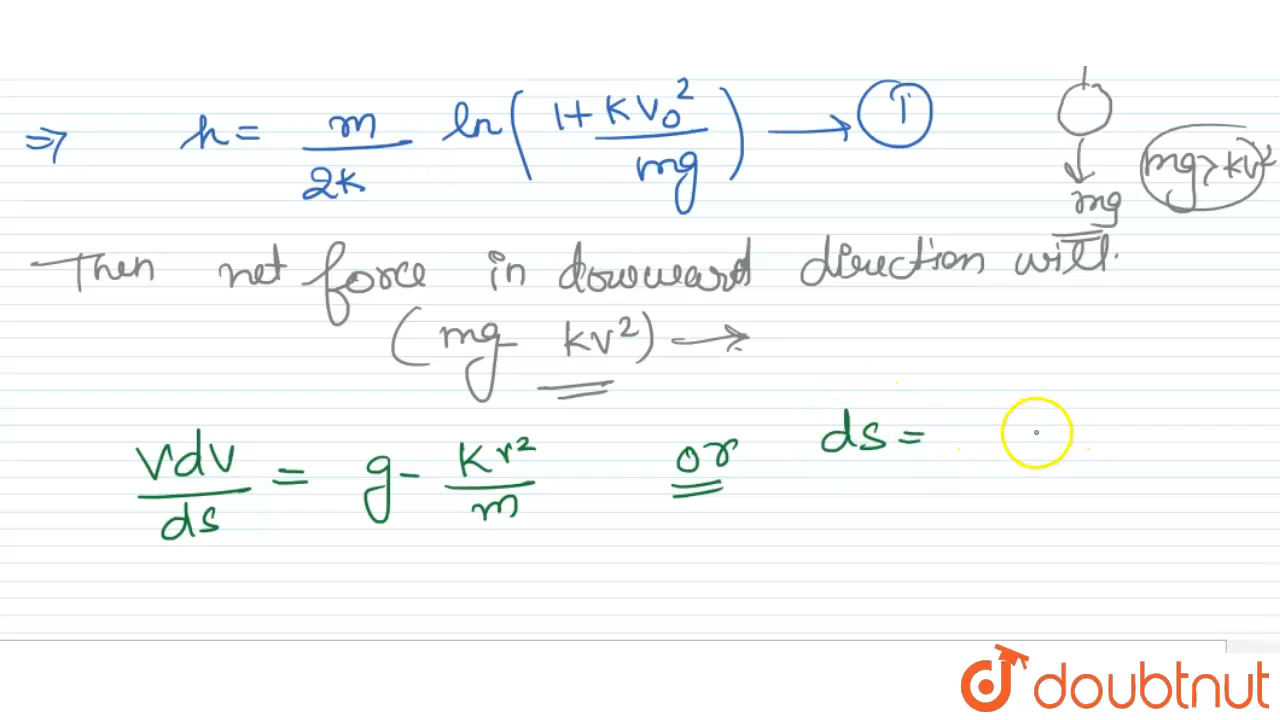 ⇒ h = m/2k ln(1 + KV₀²/mg) → I
mg > kv²
mg
Then net force in downward direction will.
(mg kv²) →
vdv/ds = g - Kv²/m or ds =
doubtnut